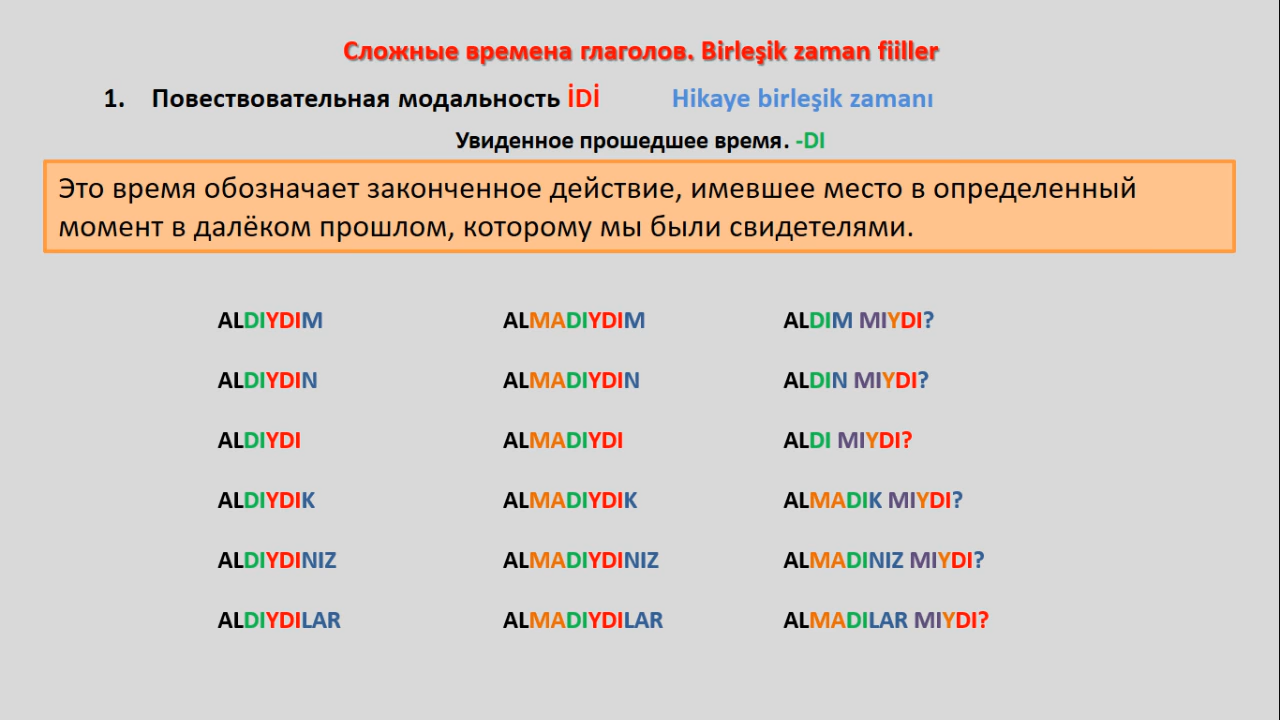 Сложные времена глаголов. Birleşik zaman fiiller
1. Повествовательная модальность İDİ Hikaye birleşik zamanı
Увиденное прошедшее время. -DI
Это время обозначает законченное действие, имевшее место в определенный
момент в далёком прошлом, которому мы были свидетелями.
ALDIYDIM ALMADIYDIM ALDIM MIYDI?
ALDIYDIN ALMADIYDIN ALDIN MIYDI?
ALDIYDI ALMADIYDI ALDI MIYDI?
ALDIYDIK ALMADIYDIK ALMADIK MIYDI?
ALDIYDINIZ ALMADIYDINIZ ALMADINIZ MIYDI?
ALDIYDILAR ALMADIYDILAR ALMADILAR MIYDI?